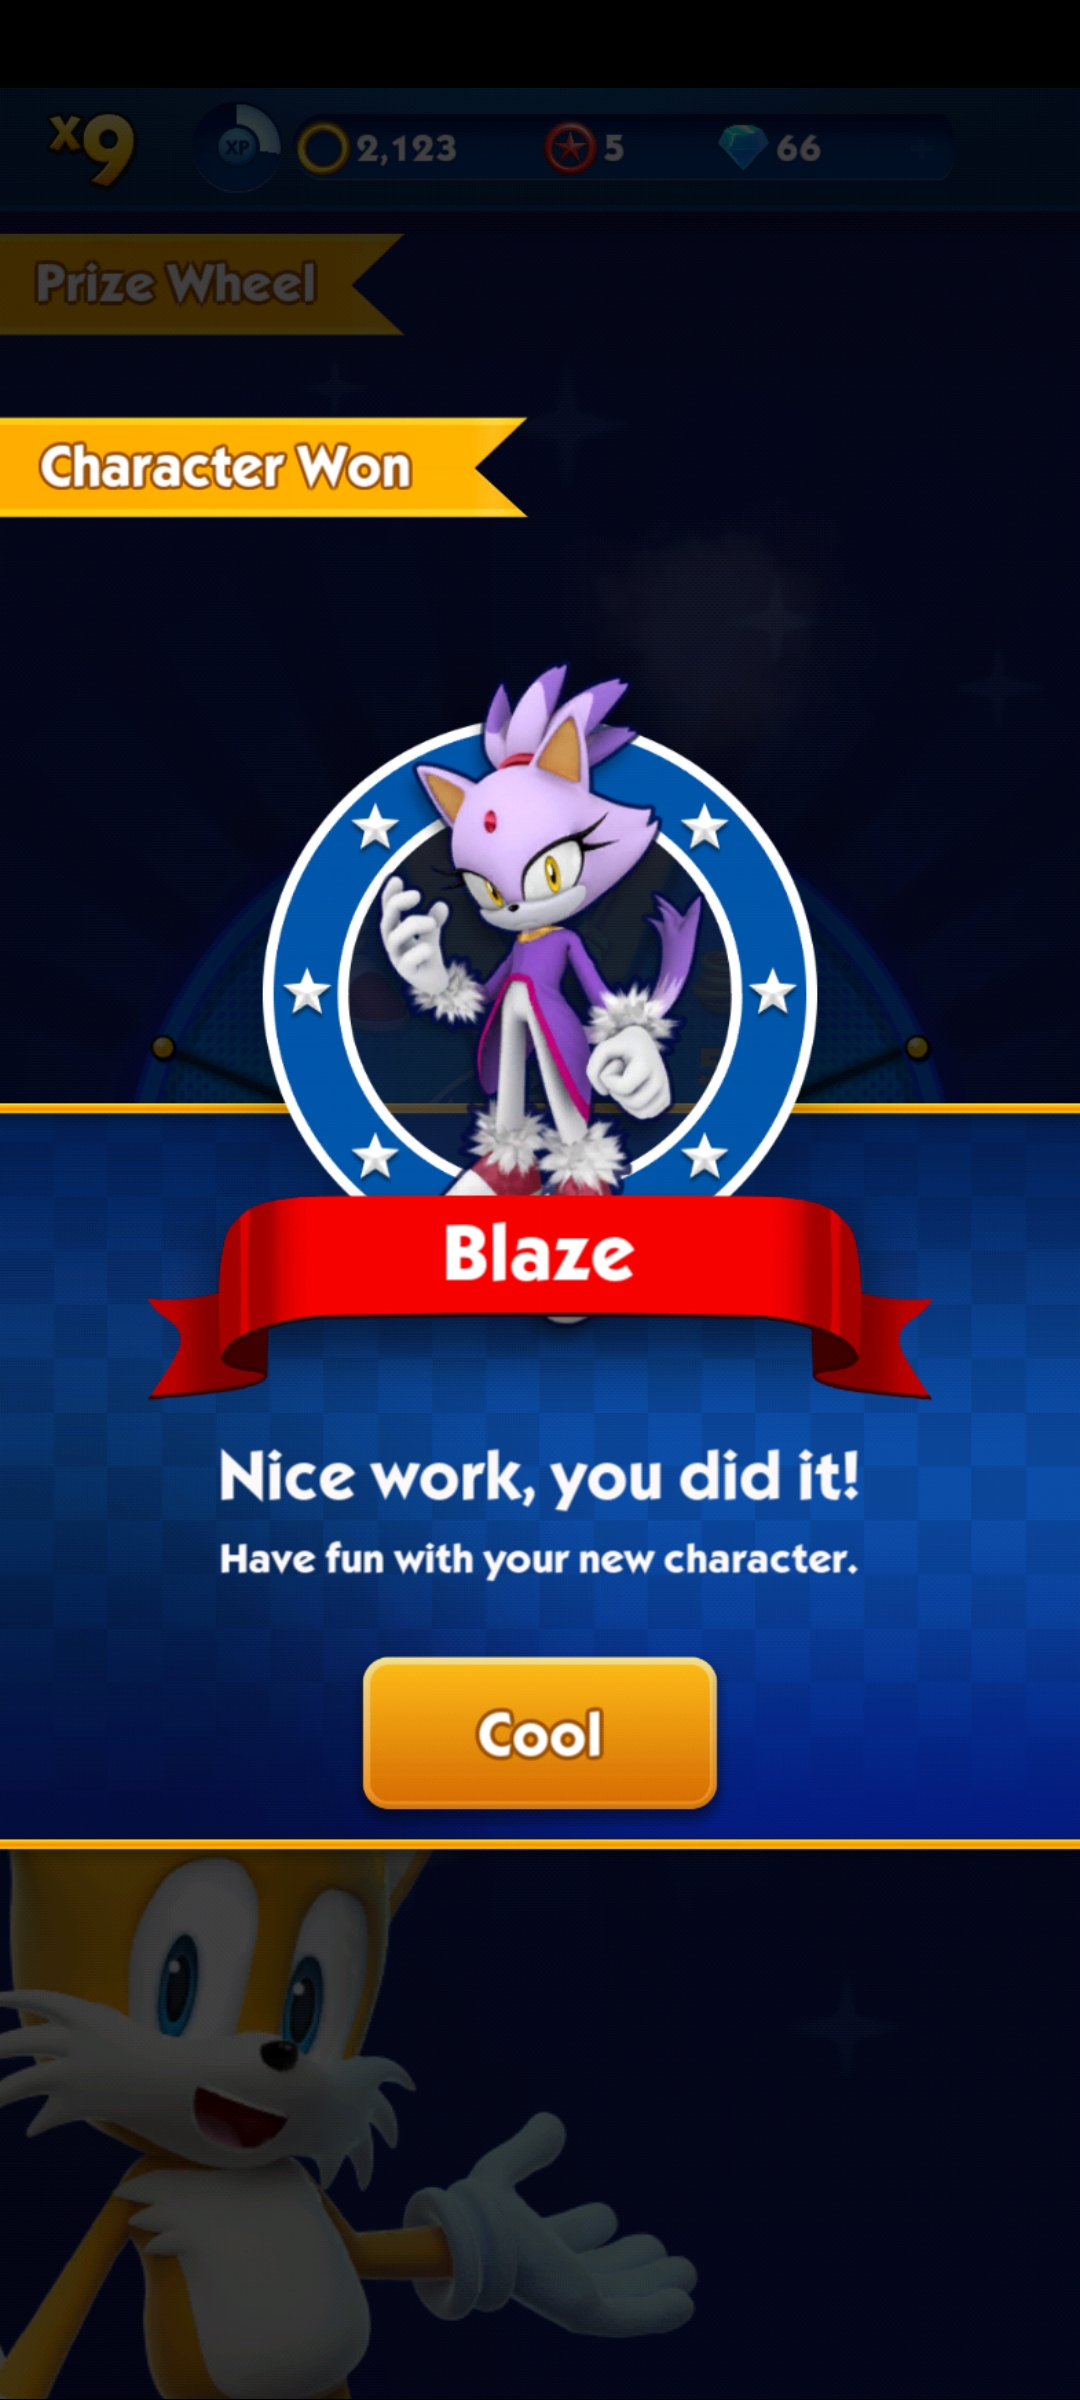 x9
XP
2,123
5
66
+
Prize Wheel
Character Won
Blaze
Nice work, you did it!
Have fun with your new character.
Cool